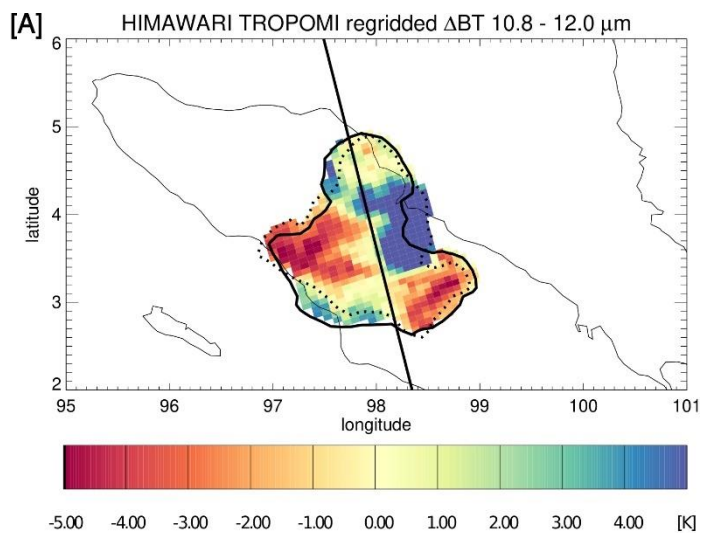 [A] HIMAWARI TROPOMI regridded ΔBT 10.8 - 12.0 μm
6
5
4
3
2
latitude
95 96 97 98 99 100 101
longitude
-5.00 -4.00 -3.00 -2.00 -1.00 0.00 1.00 2.00 3.00 4.00 [K]